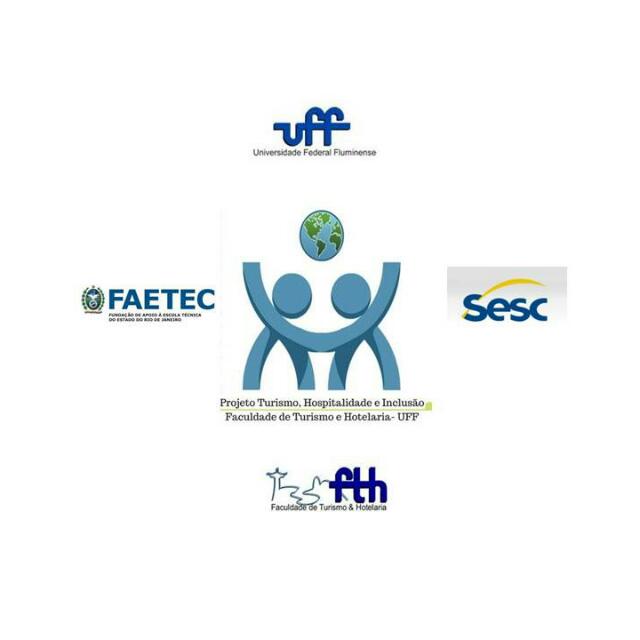 uff
Universidade Federal Fluminense
FAETEC
FUNDAÇÃO DE APOIO À ESCOLA TÉCNICA
DO ESTADO DO RIO DE JANEIRO
Sesc
Projeto Turismo, Hospitalidade e Inclusão
Faculdade de Turismo e Hotelaria- UFF
fth
Faculdade de Turismo & Hotelaria